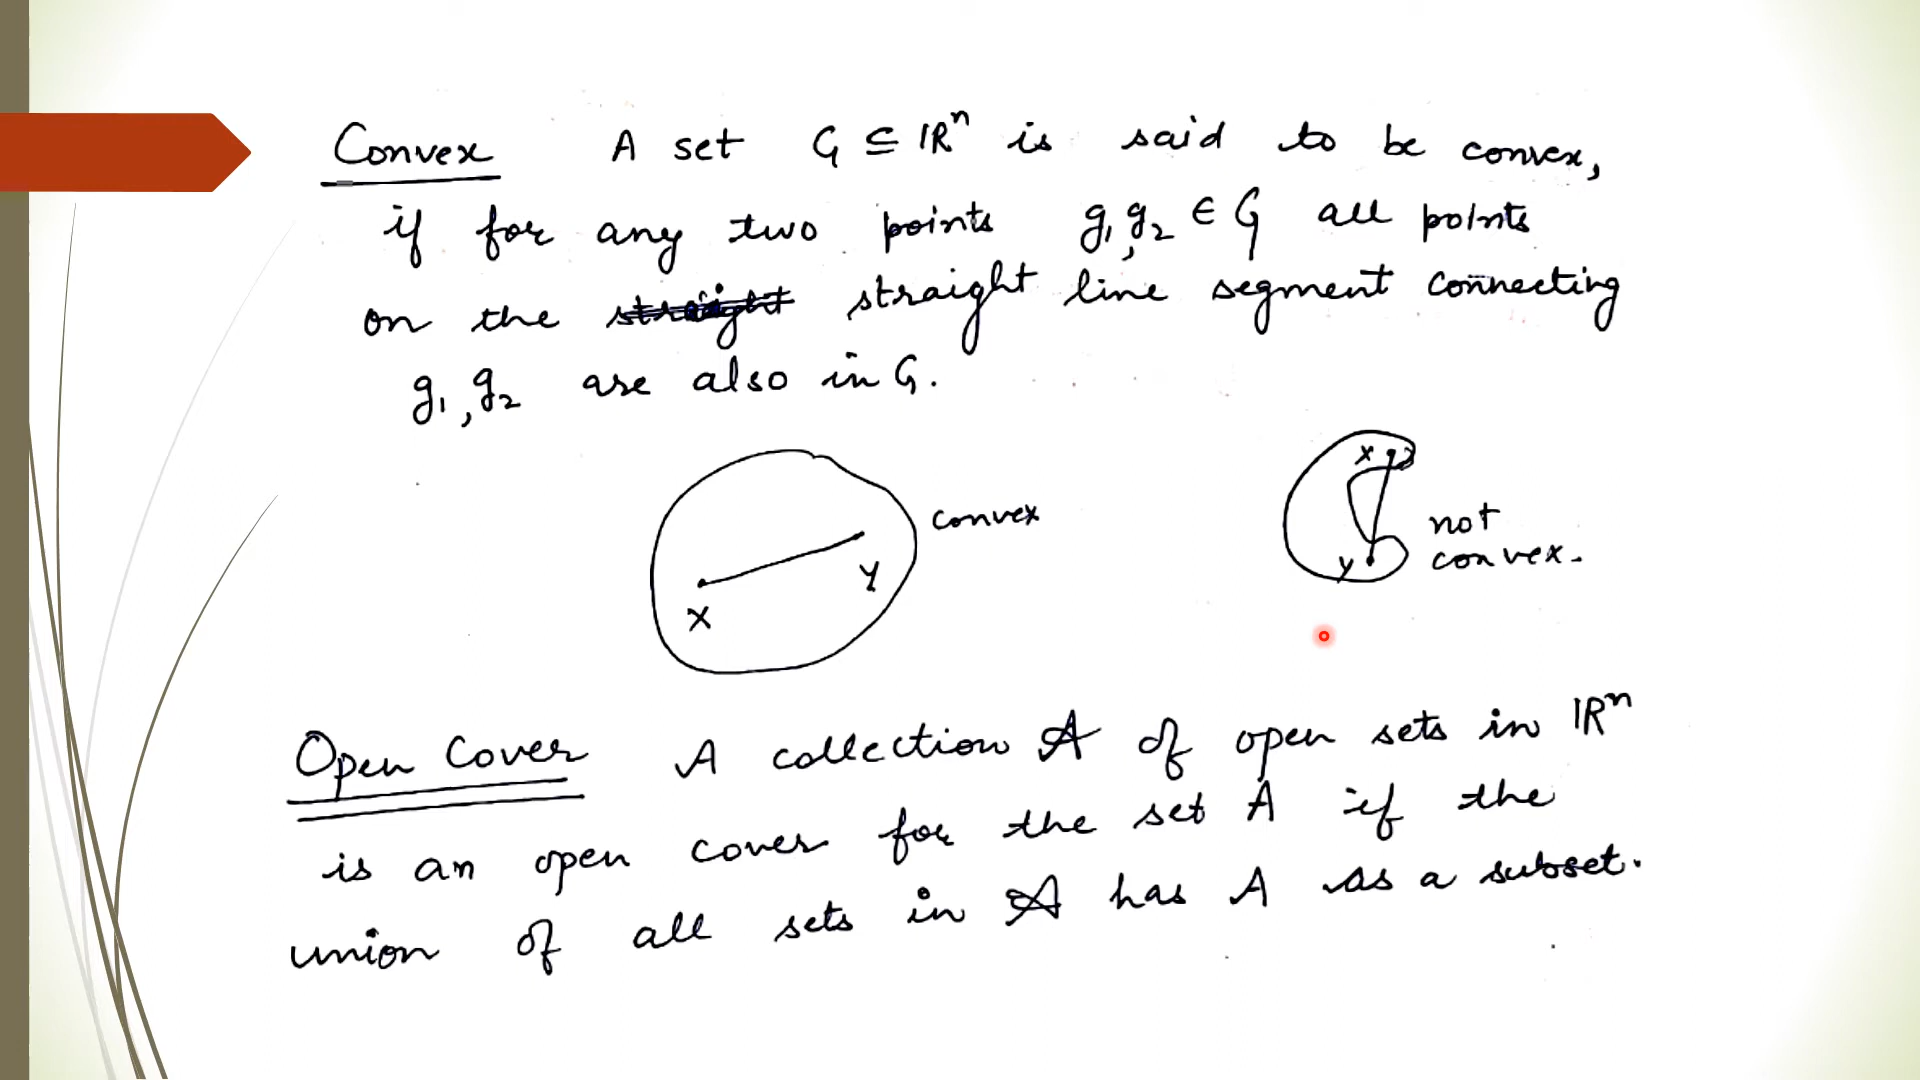 Convex A set G ⊆ ℝⁿ is said to be convex,
if for any two points g₁, g₂ ∈ G all points
on the straight straight line segment connecting
g₁, g₂ are also in G.
X Y convex
X Y not
convex.
Open Cover A collection 𝔸 of open sets in ℝⁿ
is an open cover for the set A if the
union of all sets in 𝔸 has A as a subset.